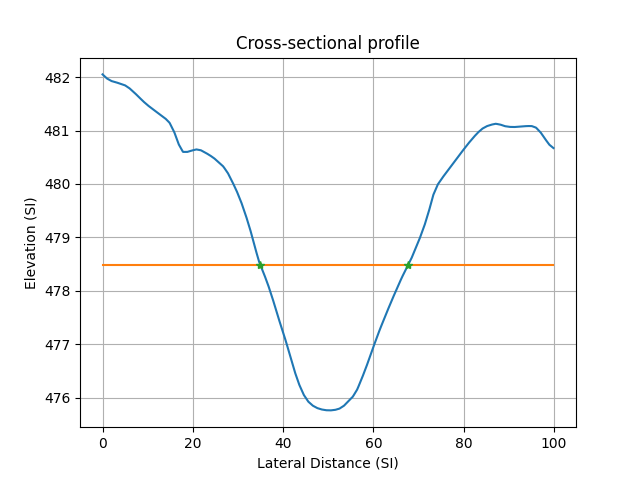 Cross-sectional profile
482
481
480
479
478
477
476
Elevation (SI)
0 20 40 60 80 100
Lateral Distance (SI)